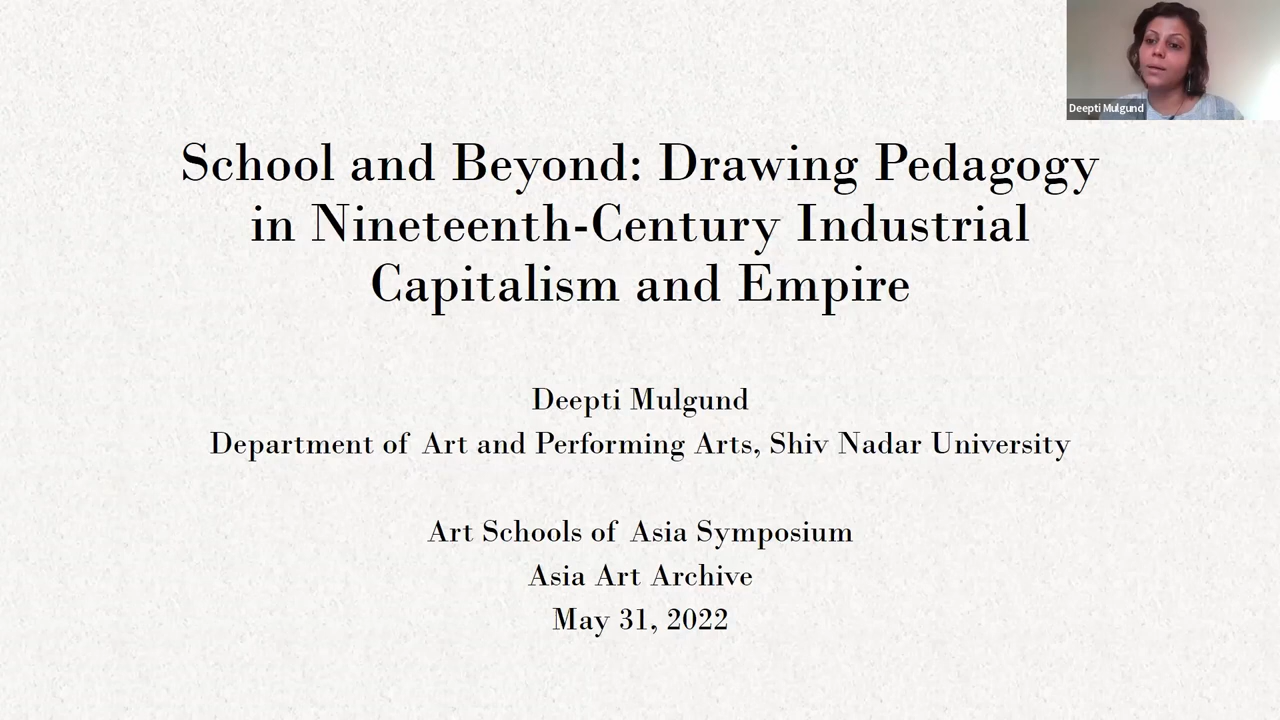 Deepti Mulgund
School and Beyond: Drawing Pedagogy
in Nineteenth-Century Industrial
Capitalism and Empire
Deepti Mulgund
Department of Art and Performing Arts, Shiv Nadar University
Art Schools of Asia Symposium
Asia Art Archive
May 31, 2022